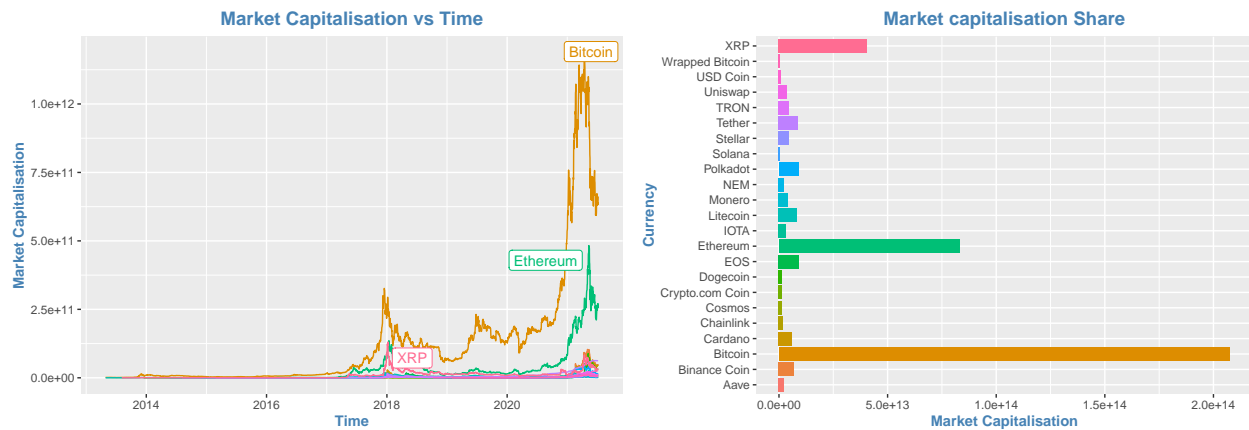 Market Capitalisation vs Time
Market Capitalisation
1.0e+12
7.5e+11
5.0e+11
2.5e+11
0.0e+00
Bitcoin
Ethereum
XRP
2014 2016 2018 2020
Time
Market capitalisation Share
Currency
XRP
Wrapped Bitcoin
USD Coin
Uniswap
TRON
Tether
Stellar
Solana
Polkadot
NEM
Monero
Litecoin
IOTA
Ethereum
EOS
Dogecoin
Crypto.com Coin
Cosmos
Chainlink
Cardano
Bitcoin
Binance Coin
Aave
0.0e+00 5.0e+13 1.0e+14 1.5e+14 2.0e+14
Market Capitalisation